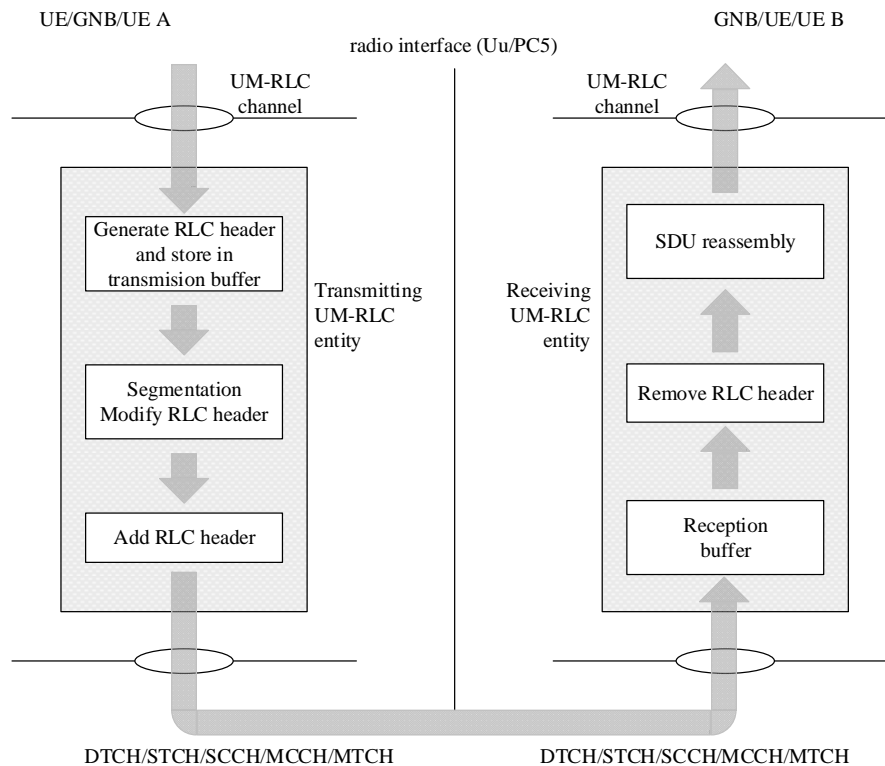 UE/GNB/UE A
GNB/UE/UE B
radio interface (Uu/PC5)
UM-RLC
channel
UM-RLC
channel
Generate RLC header
and store in
transmision buffer
Transmitting
UM-RLC
entity
Segmentation
Modify RLC header
Add RLC header
SDU reassembly
Receiving
UM-RLC
entity
Remove RLC header
Reception
buffer
DTCH/STCH/SCCH/MCCH/MTCH
DTCH/STCH/SCCH/MCCH/MTCH